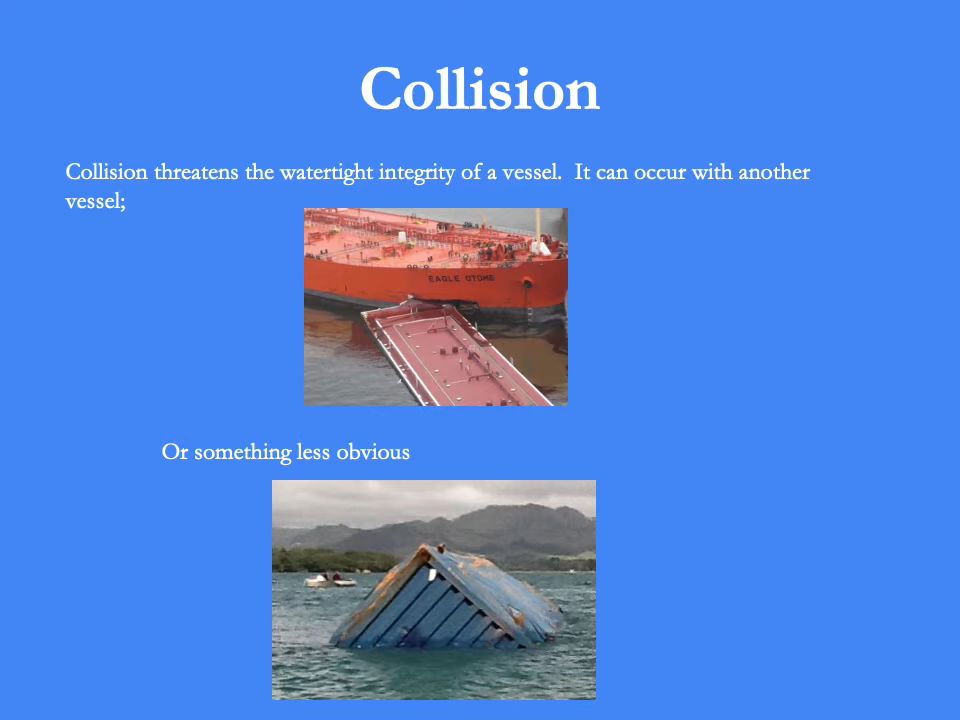 Collision
Collision threatens the watertight integrity of a vessel.  It can occur with another
vessel;
EAGLE OTOME
Or something less obvious